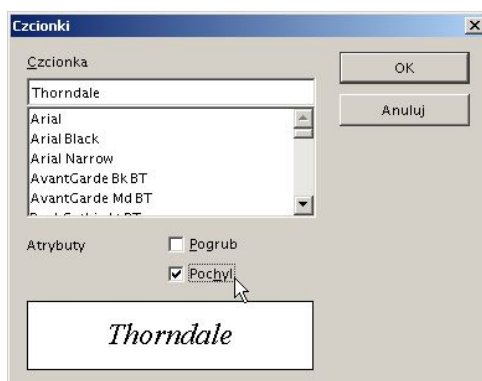 Czcionki
Czcionka
OK
Thorndale
Anuluj
Arial
Arial Black
Arial Narrow
AvantGarde Bk BT
AvantGarde Md BT
Atrybuty
Pogrub
Pochyl
Thorndale